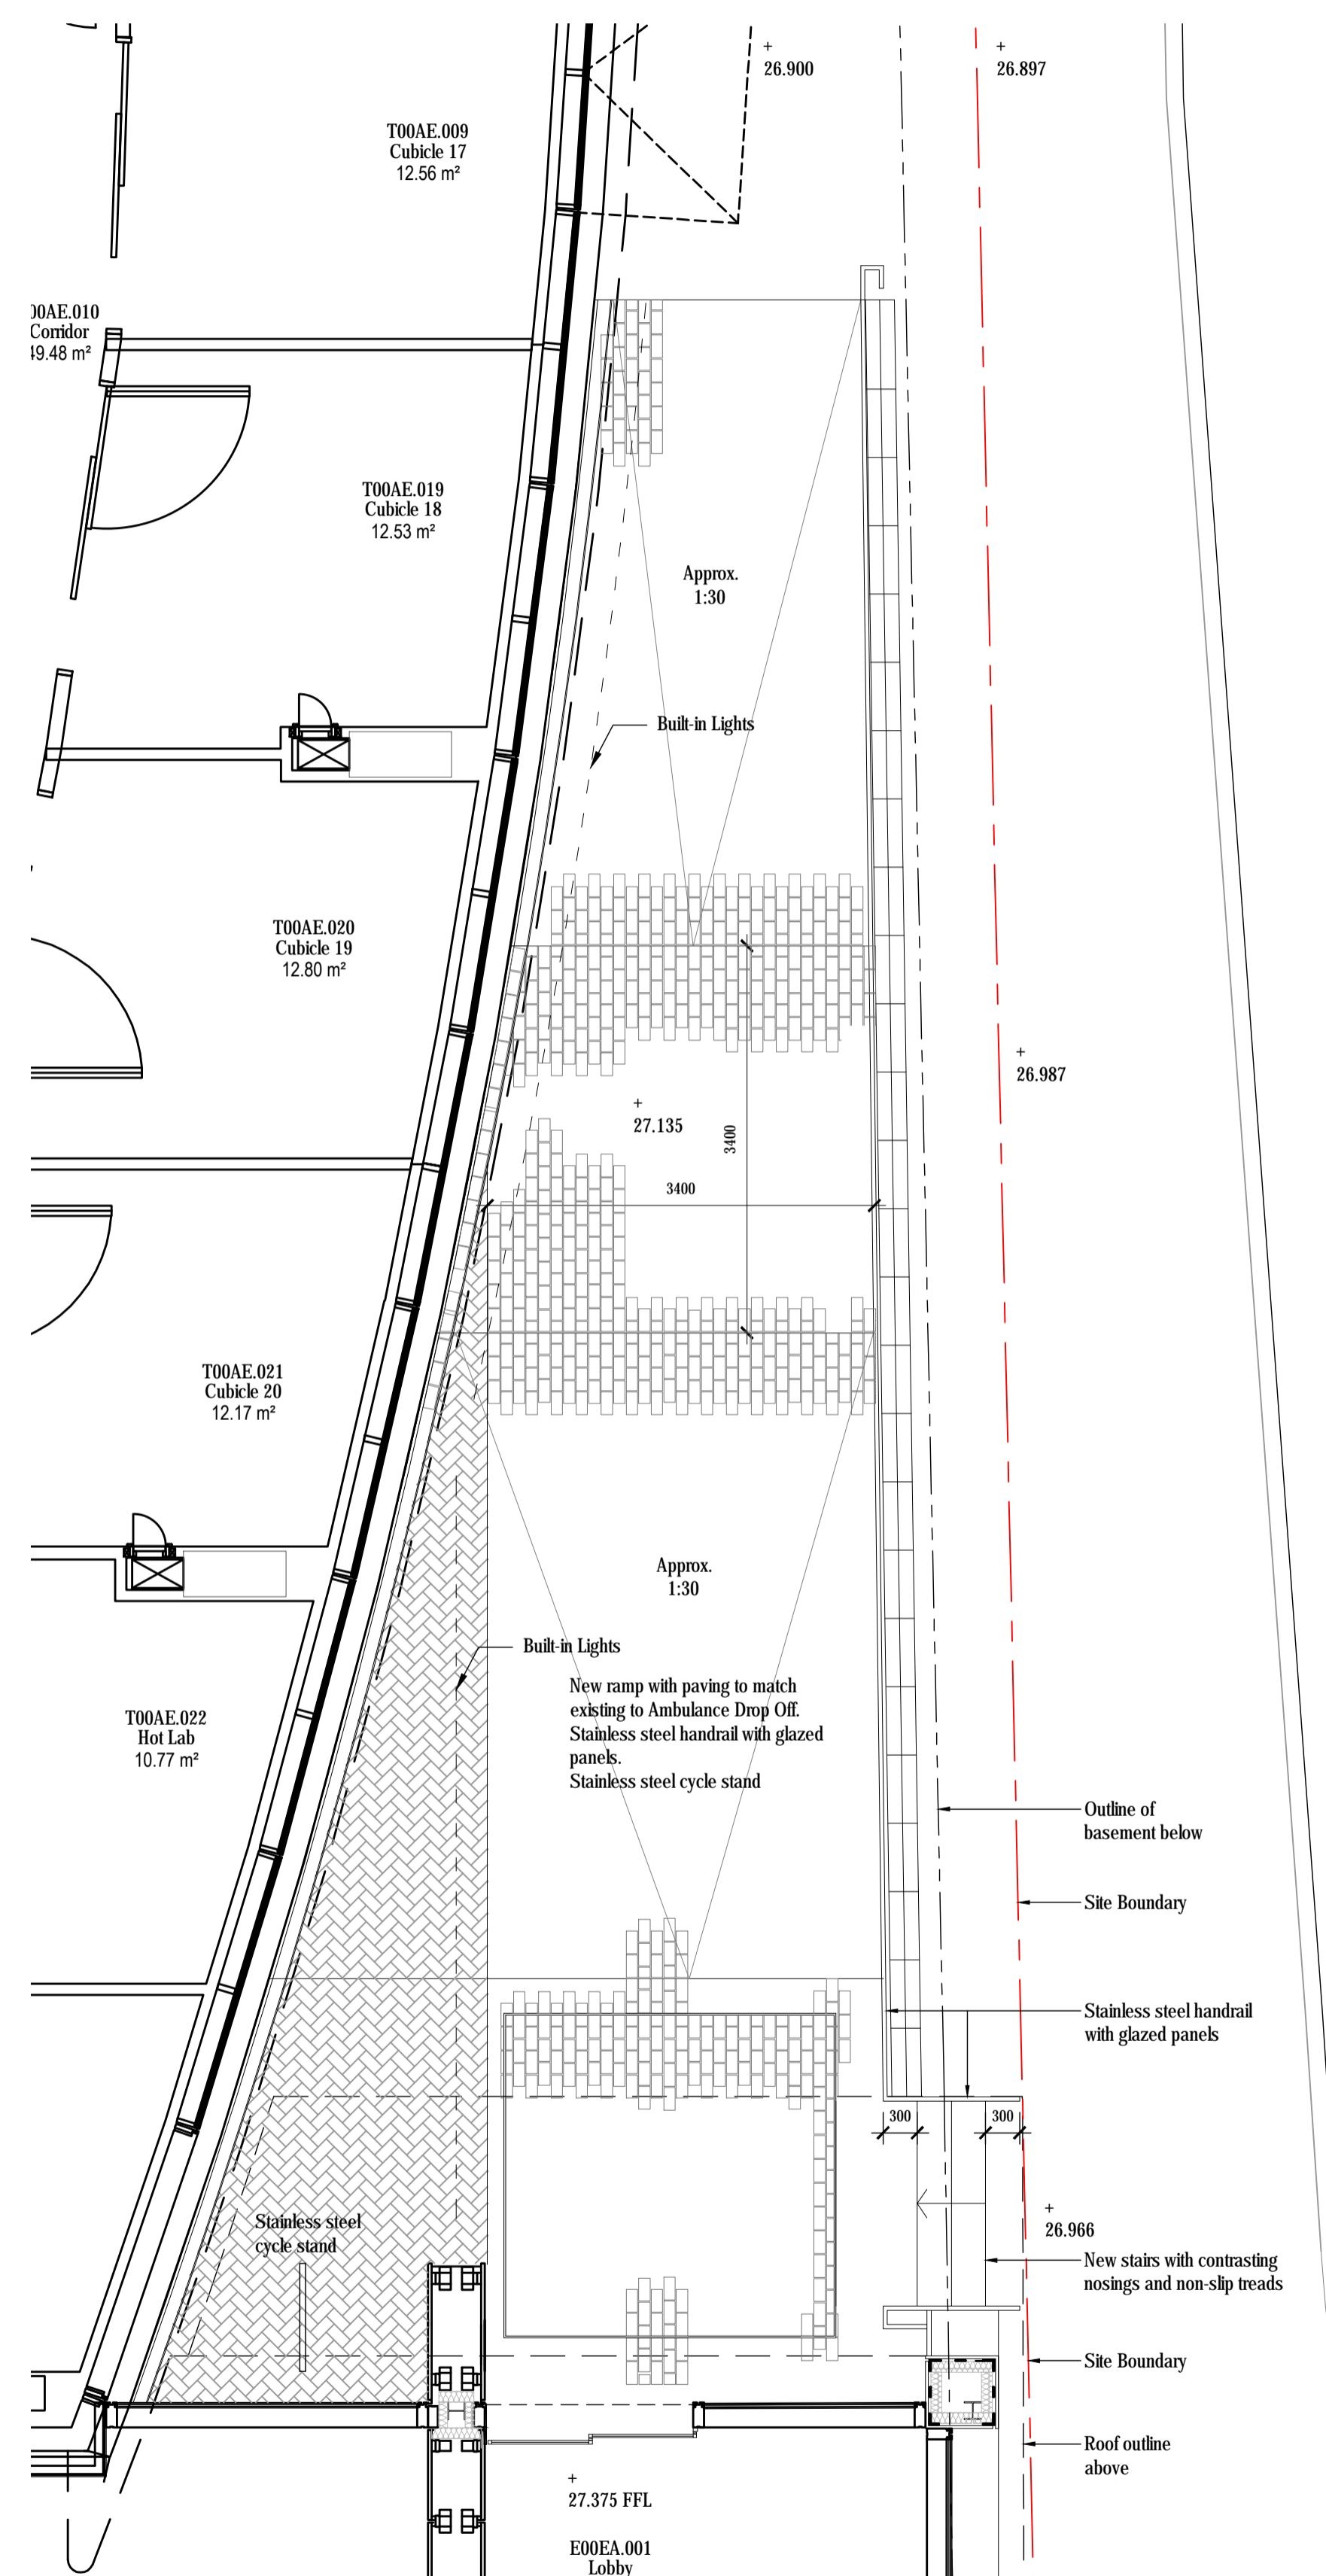 +
26.900
+
26.897
T00AE.009
Cubicle 17
12.56 m²
00AE.010
Corridor
49.48 m²
T00AE.019
Cubicle 18
12.53 m²
Approx.
1:30
Built-in Lights
T00AE.020
Cubicle 19
12.80 m²
+
26.987
+
27.135
3400
3400
T00AE.021
Cubicle 20
12.17 m²
Approx.
1:30
Built-in Lights
New ramp with paving to match
existing to Ambulance Drop Off.
Stainless steel handrail with glazed
panels.
Stainless steel cycle stand
T00AE.022
Hot Lab
10.77 m²
Outline of
basement below
Site Boundary
Stainless steel handrail
with glazed panels
300
300
+
26.966
Stainless steel
cycle stand
New stairs with contrasting
nosings and non-slip treads
Site Boundary
Roof outline
above
+
27.375 FFL
E00EA.001
Lobby